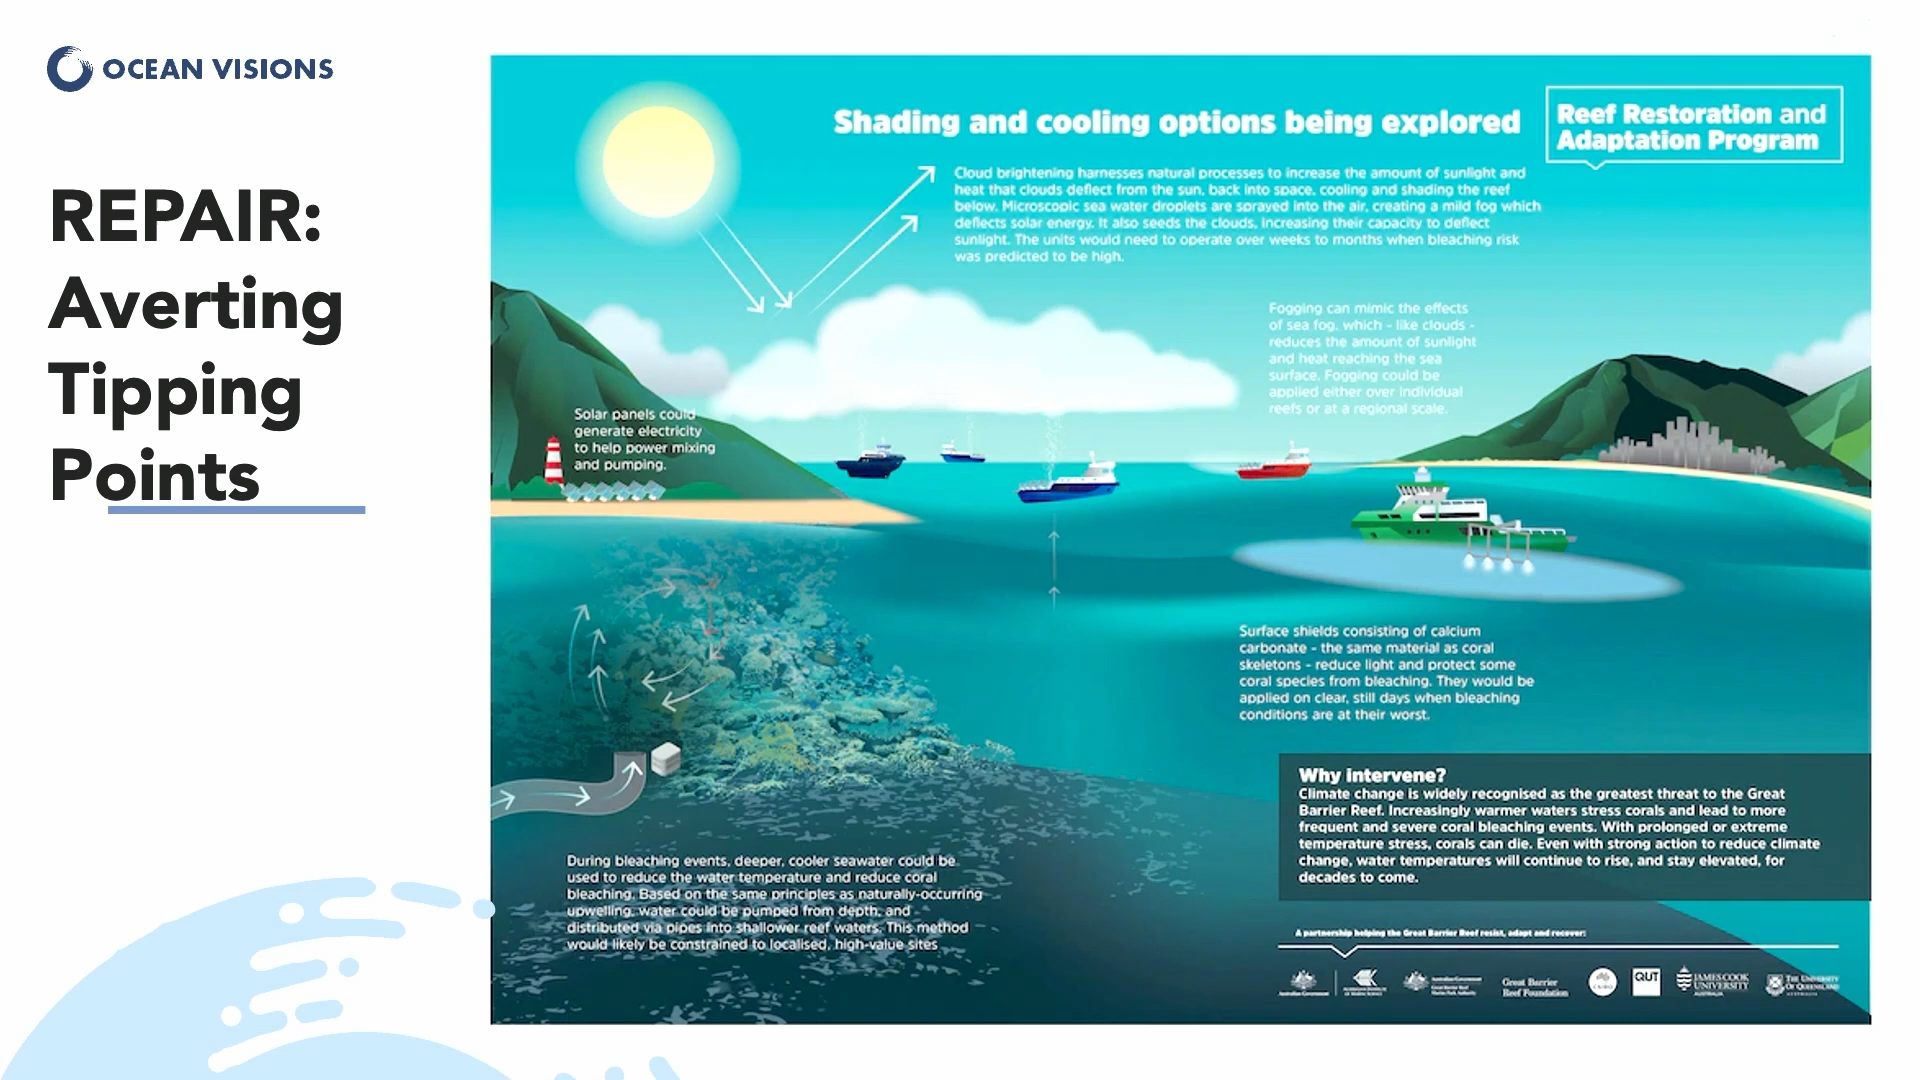 OCEAN VISIONS
REPAIR:
Averting
Tipping
Points
Shading and cooling options being explored
Reef Restoration and
Adaptation Program
Cloud brightening harnesses natural processes to increase the amount of sunlight and
heat that clouds deflect from the sun, back into space, cooling and shading the reef
below. Microscopic sea water droplets are sprayed into the air, creating a mild fog which
deflects solar energy. It also seeds the clouds, increasing their capacity to deflect
sunlight. The units would need to operate over weeks to months when bleaching risk
was predicted to be high.
Fogging can mimic the effects
of sea fog, which - like clouds -
reduces the amount of sunlight
and heat reaching the sea
surface. Fogging could be
applied either over individual
reefs or at a regional scale.
Solar panels could
generate electricity
to help power mixing
and pumping.
Surface shields consisting of calcium
carbonate - the same material as coral
skeletons - reduce light and protect some
coral species from bleaching. They would be
applied on clear, still days when bleaching
conditions are at their worst.
Why intervene?
Climate change is widely recognised as the greatest threat to the Great
Barrier Reef. Increasingly warmer waters stress corals and lead to more
frequent and severe coral bleaching events. With prolonged or extreme
temperature stress, corals can die. Even with strong action to reduce climate
change, water temperatures will continue to rise, and stay elevated, for
decades to come.
During bleaching events, deeper, cooler seawater could be
used to reduce the water temperature and reduce coral
bleaching. Based on the same principles as naturally-occurring
upwelling, water could be pumped from depth, and
distributed via pipes into shallower reef waters. This method
would likely be constrained to localised, high-value sites
A partnership helping the Great Barrier Reef resist, adapt and recover:
Australian Government
Australian Government
Great Barrier
Reef Foundation
CSIRO
QUT
JAMES COOK
UNIVERSITY
AUSTRALIA
THE UNIVERSITY
OF QUEENSLAND
AUSTRALIA